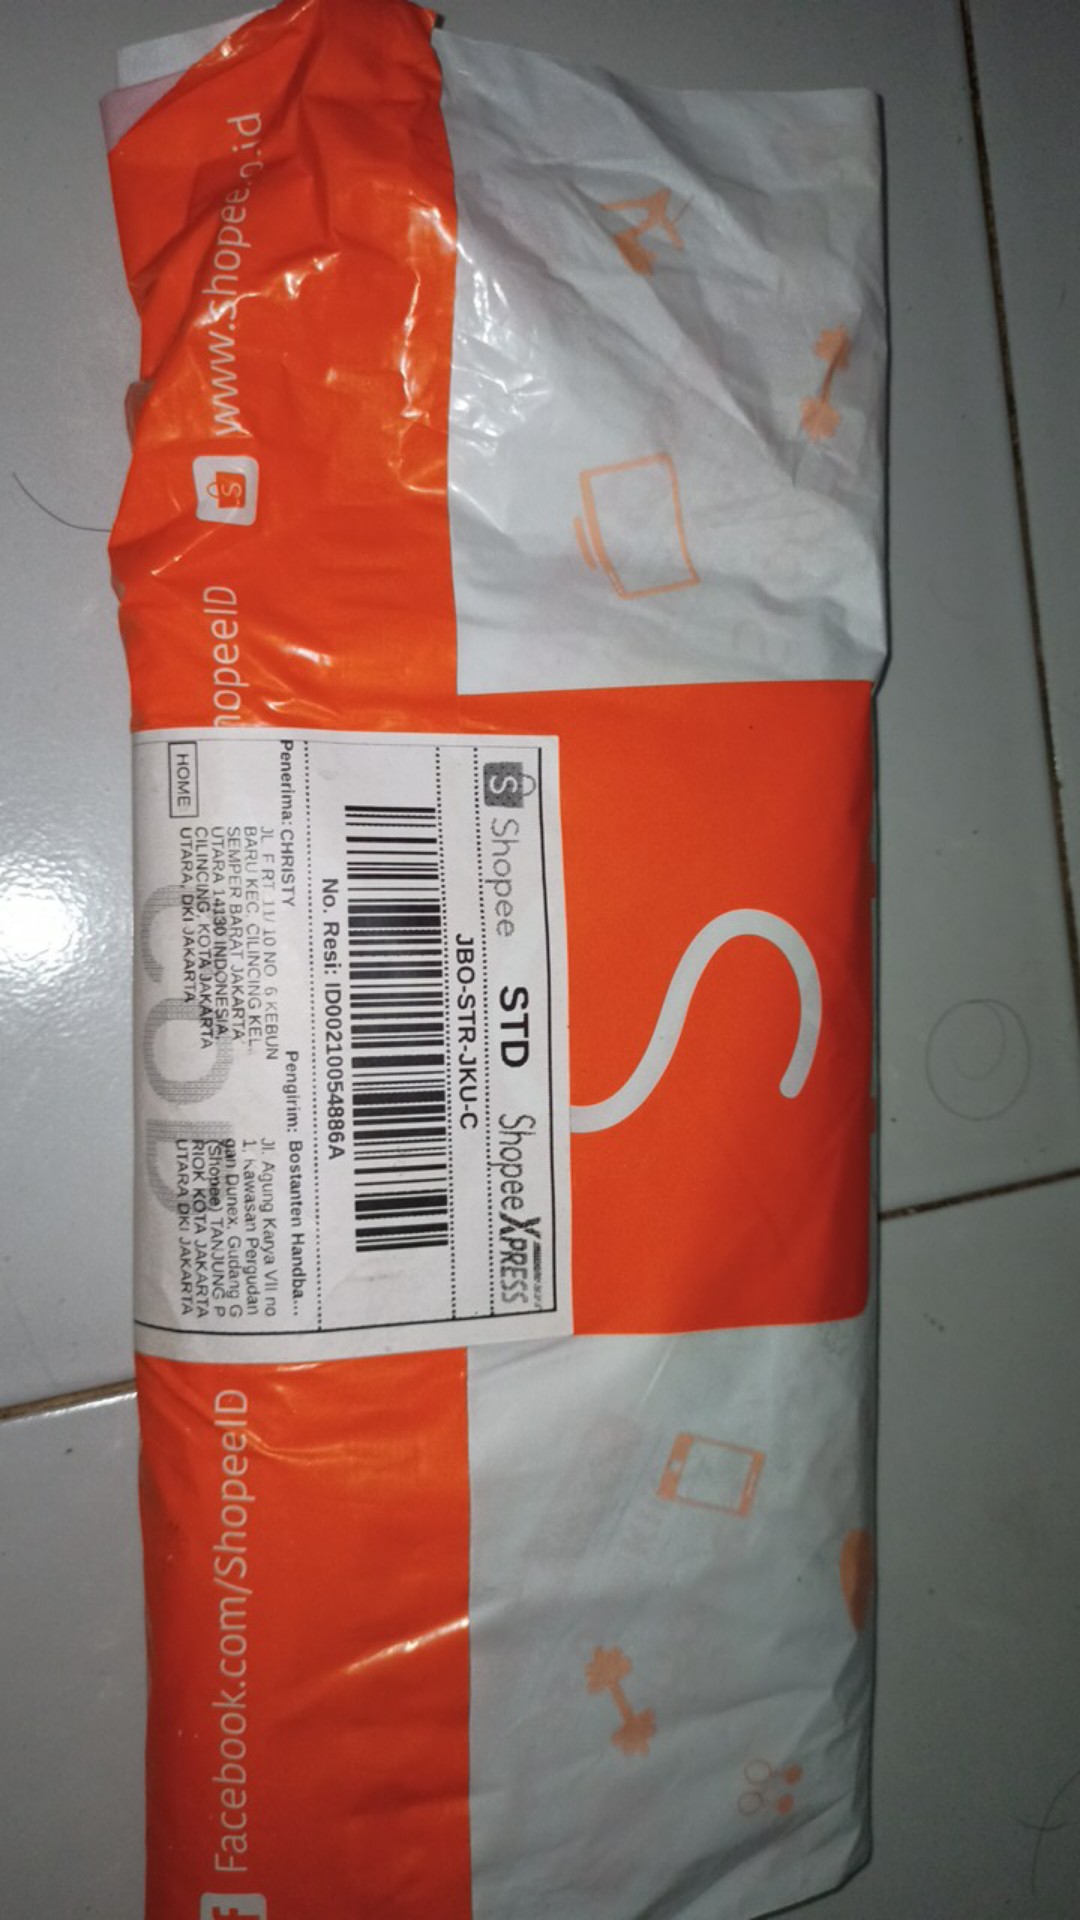 www.shopee.co.id
Shopee STD Shopee XPRESS
JBO-STR-JKU-C
No. Resi: ID00210054886A
Penerima: CHRISTY
JL. F RT 11/ 10 NO. 6 KEBUN
BARU KEC. CILINCING KEL.
SEMPER BARAT JAKARTA
UTARA 14130 INDONESIA,
CILINCING, KOTA JAKARTA
UTARA, DKI JAKARTA
HOME
Pengirim: Bostanten Handba...
Jl. Agung Karya VII no
1, Kawasan Pergudan
gan Dunex, Gudang G
(Shopee) TANJUNG P
RIOK KOTA JAKARTA
UTARA DKI JAKARTA
COD
Facebook.com/ShopeeID